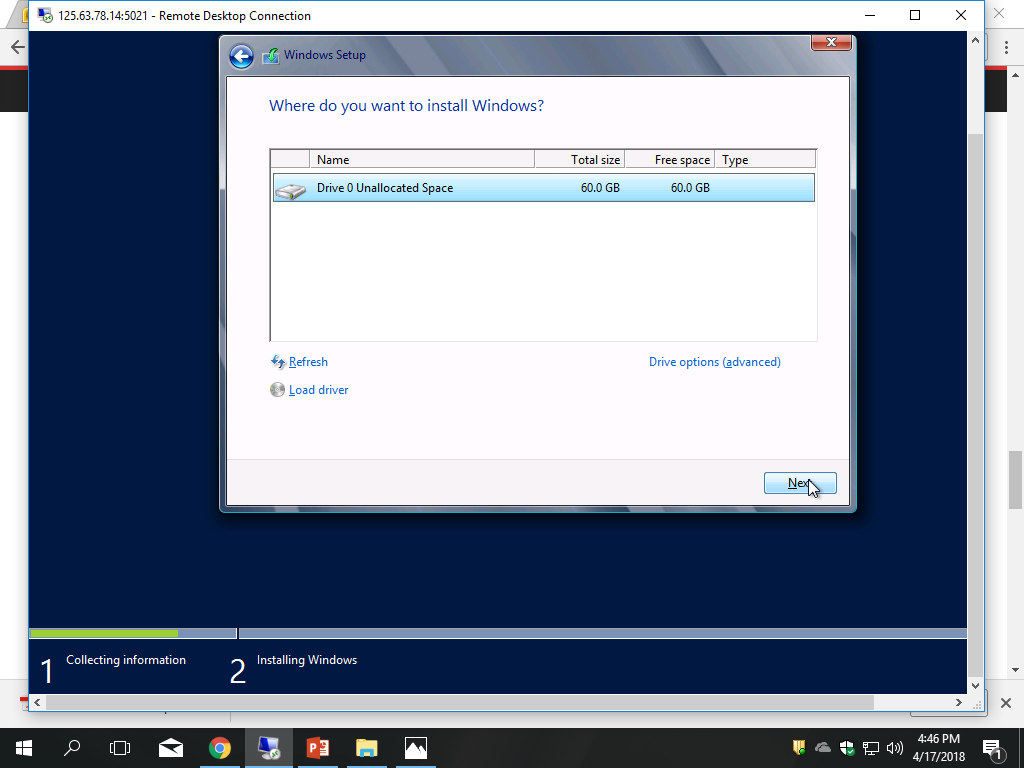 125.63.78.14:5021 - Remote Desktop Connection
Windows Setup
Where do you want to install Windows?
Name Total size Free space Type
Drive 0 Unallocated Space 60.0 GB 60.0 GB
Refresh Drive options (advanced)
Load driver
Next
1 Collecting information 2 Installing Windows
4:46 PM
4/17/2018
1